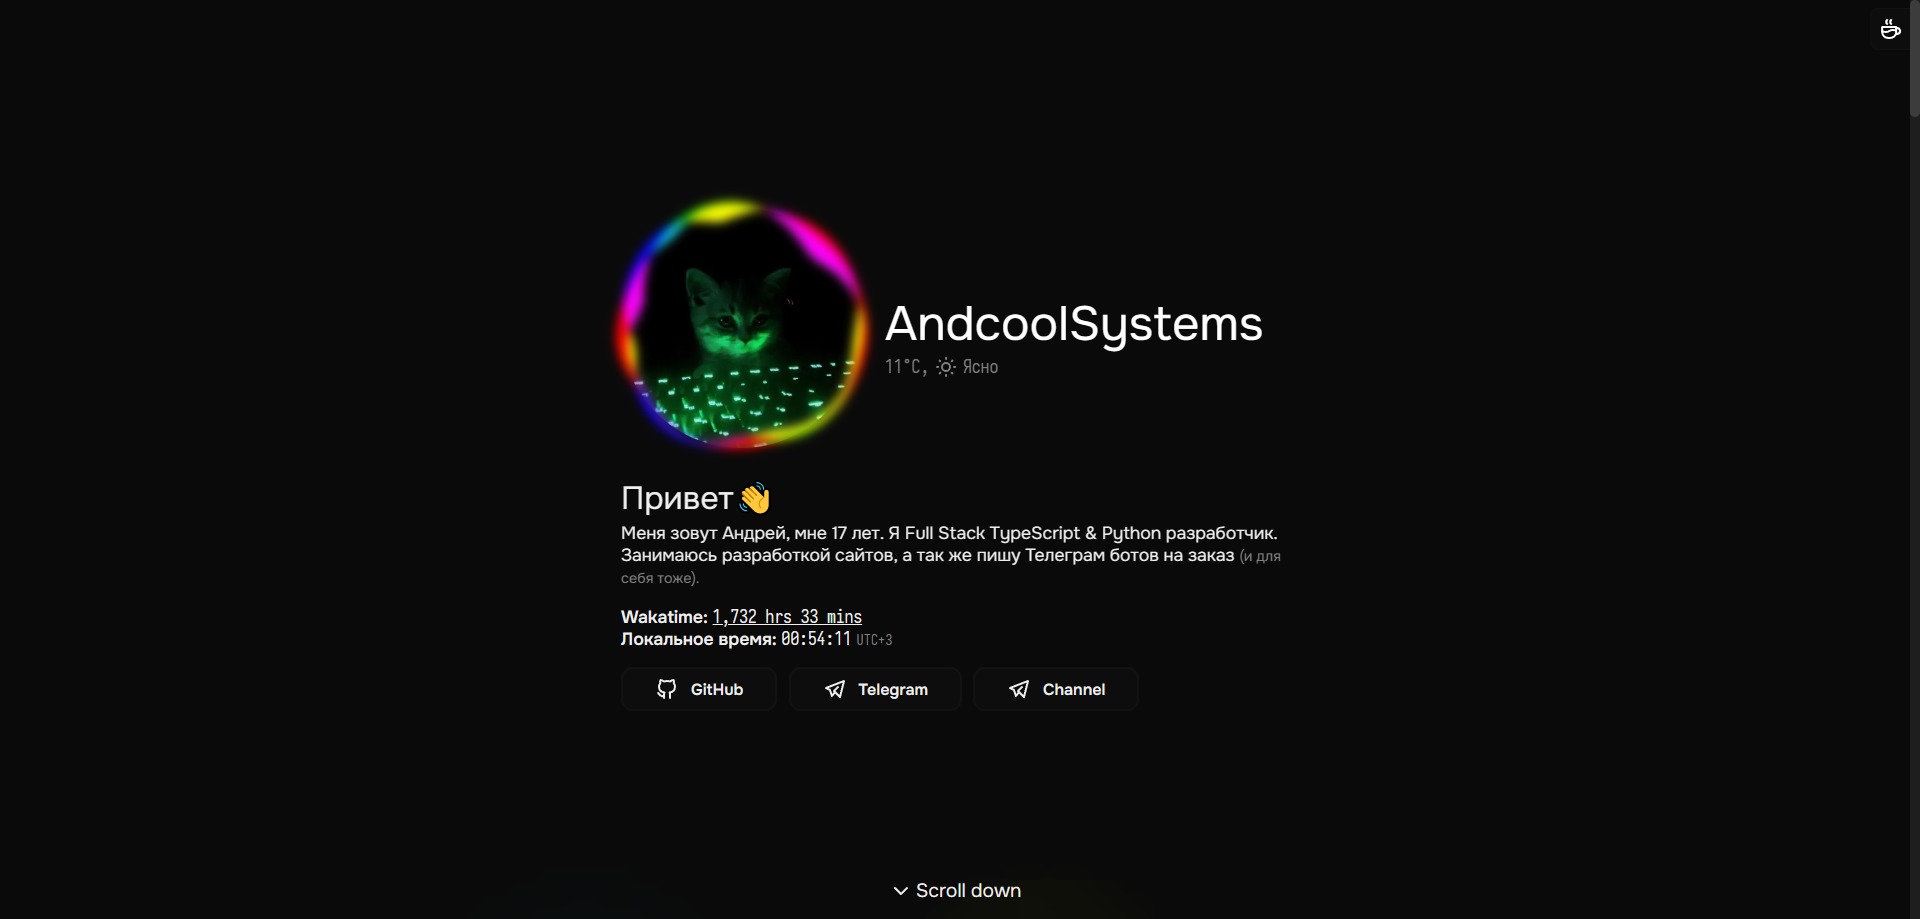 AndcoolSystems
11°C, Ясно
Привет👋
Меня зовут Андрей, мне 17 лет. Я Full Stack TypeScript & Python разработчик.
Занимаюсь разработкой сайтов, а так же пишу Телеграм ботов на заказ (и для
себя тоже).
Wakatime: 1,732 hrs 33 mins
Локальное время: 00:54:11 UTC+3
GitHub
Telegram
Channel
Scroll down